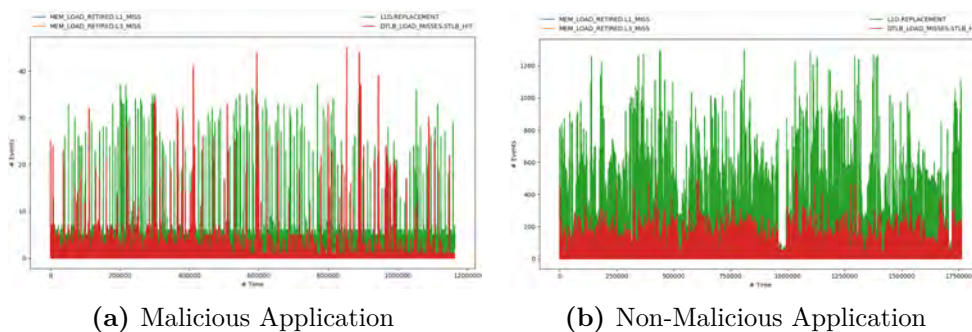 MEM_LOAD_RETIRED.L1_MISS
MEM_LOAD_RETIRED.L3_MISS
L1D.REPLACEMENT
DTLB_LOAD_MISSES.STLB_HIT
# Events
40
30
20
10
0
0
200000
400000
600000
800000
1000000
1200000
# Time
(a) Malicious Application
MEM_LOAD_RETIRED.L1_MISS
MEM_LOAD_RETIRED.L3_MISS
L1D.REPLACEMENT
DTLB_LOAD_MISSES.STLB_H
# Events
1200
1000
800
600
400
200
0
0
250000
500000
750000
1000000
1250000
1500000
1750000
# Time
(b) Non-Malicious Application